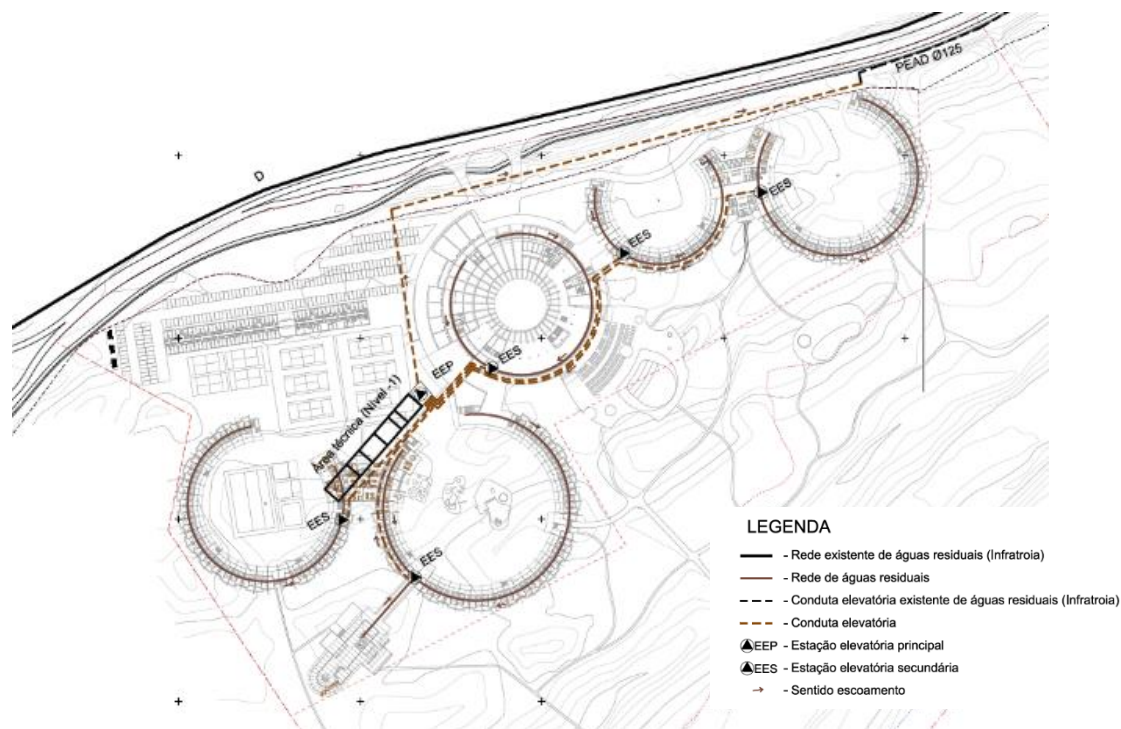 PEAD Ø125
D
EES
EES
EES
EEP
Área técnica (Nível -1)
EES
EES
LEGENDA
- Rede existente de águas residuais (Infratroia)
- Rede de águas residuais
- Conduta elevatória existente de águas residuais (Infratroia)
- Conduta elevatória
EEP - Estação elevatória principal
EES - Estação elevatória secundária
- Sentido escoamento